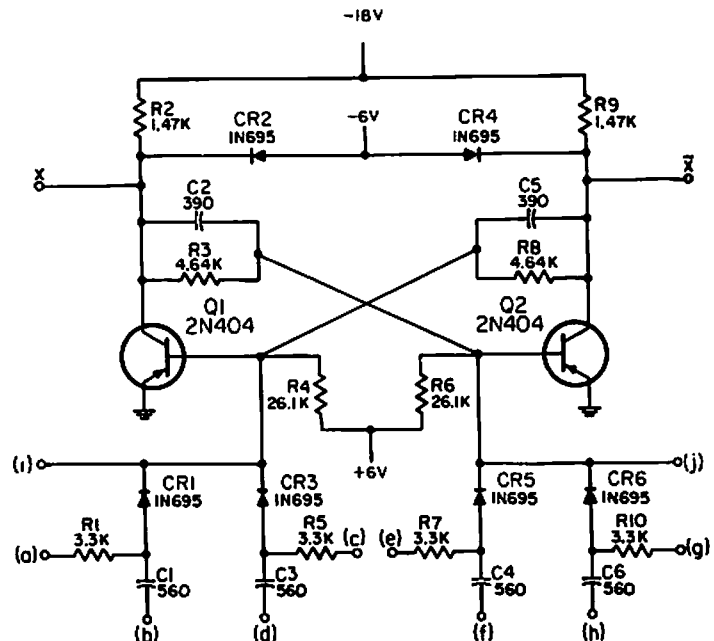 -18V
R2
1.47K
CR2
1N695
-6V
CR4
1N695
R9
1.47K
X
X̄
C2
390
C5
390
R3
4.64K
R8
4.64K
Q1
2N404
Q2
2N404
R4
26.1K
R6
26.1K
+6V
(i)
(j)
CR1
1N695
CR3
1N695
CR5
1N695
CR6
1N695
R1
3.3K
R5
3.3K
R7
3.3K
R10
3.3K
(a)
(c)
(e)
(g)
C1
560
C3
560
C4
560
C6
560
(b)
(d)
(f)
(h)